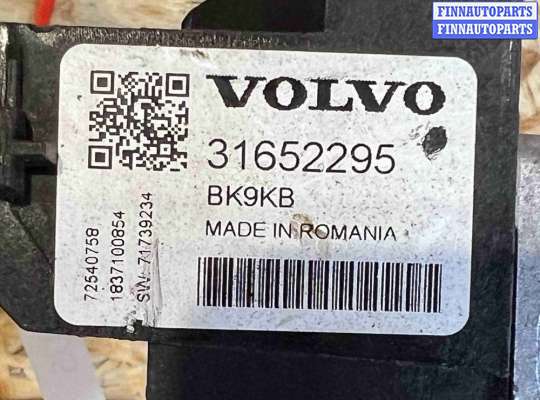 FINNAUTOPARTS
FINNAUTOPARTS
VOLVO
31652295
BK9KB
MADE IN ROMANIA
72540758
1837100854
SW: 71739234